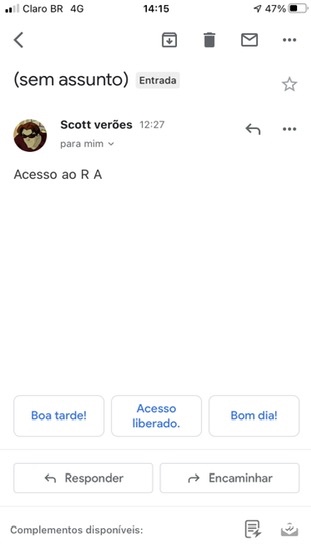 Claro BR 4G 14:15 47%
(sem assunto) Entrada
Scott verões 12:27
para mim
Acesso ao R A
Boa tarde!
Acesso liberado.
Bom dia!
Responder
Encaminhar
Complementos disponíveis: